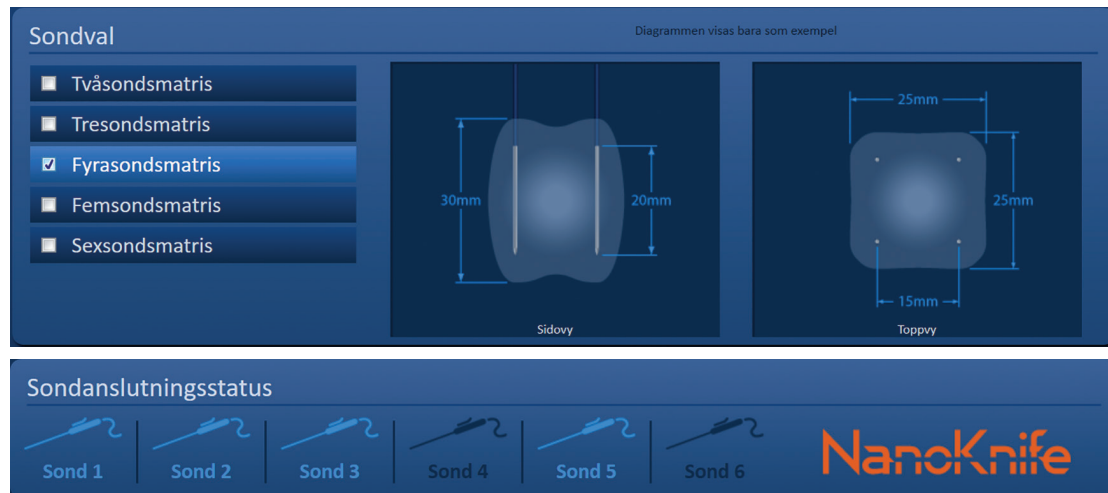 Sondval
Diagrammen visas bara som exempel
Tvåsondsmatris
Tresondsmatris
Fyrasondsmatris
Femsondsmatris
Sexsondsmatris
30mm
20mm
Sidovy
25mm
25mm
15mm
Toppvy
Sondanslutningsstatus
Sond 1 Sond 2 Sond 3 Sond 4 Sond 5 Sond 6
NanoKnife